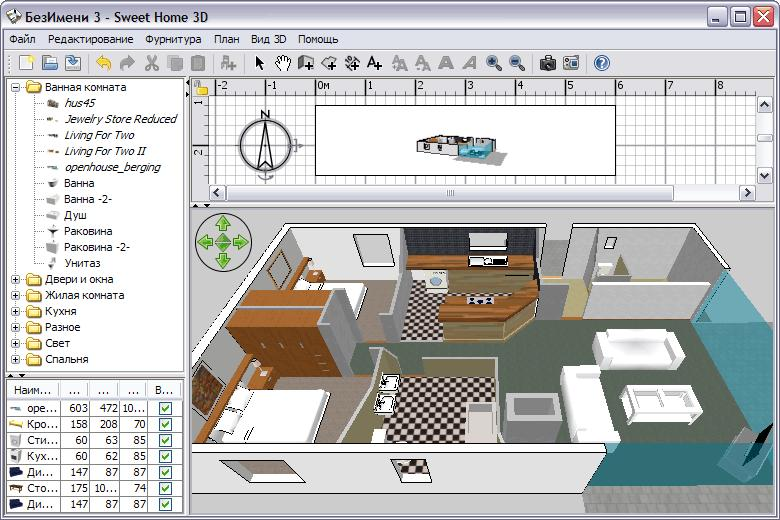 БезИмени 3 - Sweet Home 3D
Файл Редактирование Фурнитура План Вид 3D Помощь
Ванная комната
hus45
Jewelry Store Reduced
Living For Two
Living For Two II
openhouse_berging
Ванна
Ванна -2-
Душ
Раковина
Раковина -2-
Унитаз
Двери и окна
Жилая комната
Кухня
Разное
Свет
Спальня
-2 -1 0м 1 2 3 4 5 6 7 8
1
2
N
Наим... ... ... ... В...
ope... 603 472 10...
Кро... 158 208 70
Сти... 60 63 85
Кух... 60 62 85
Ди... 147 87 87
Сто... 175 10... 74
Ди... 147 87 87